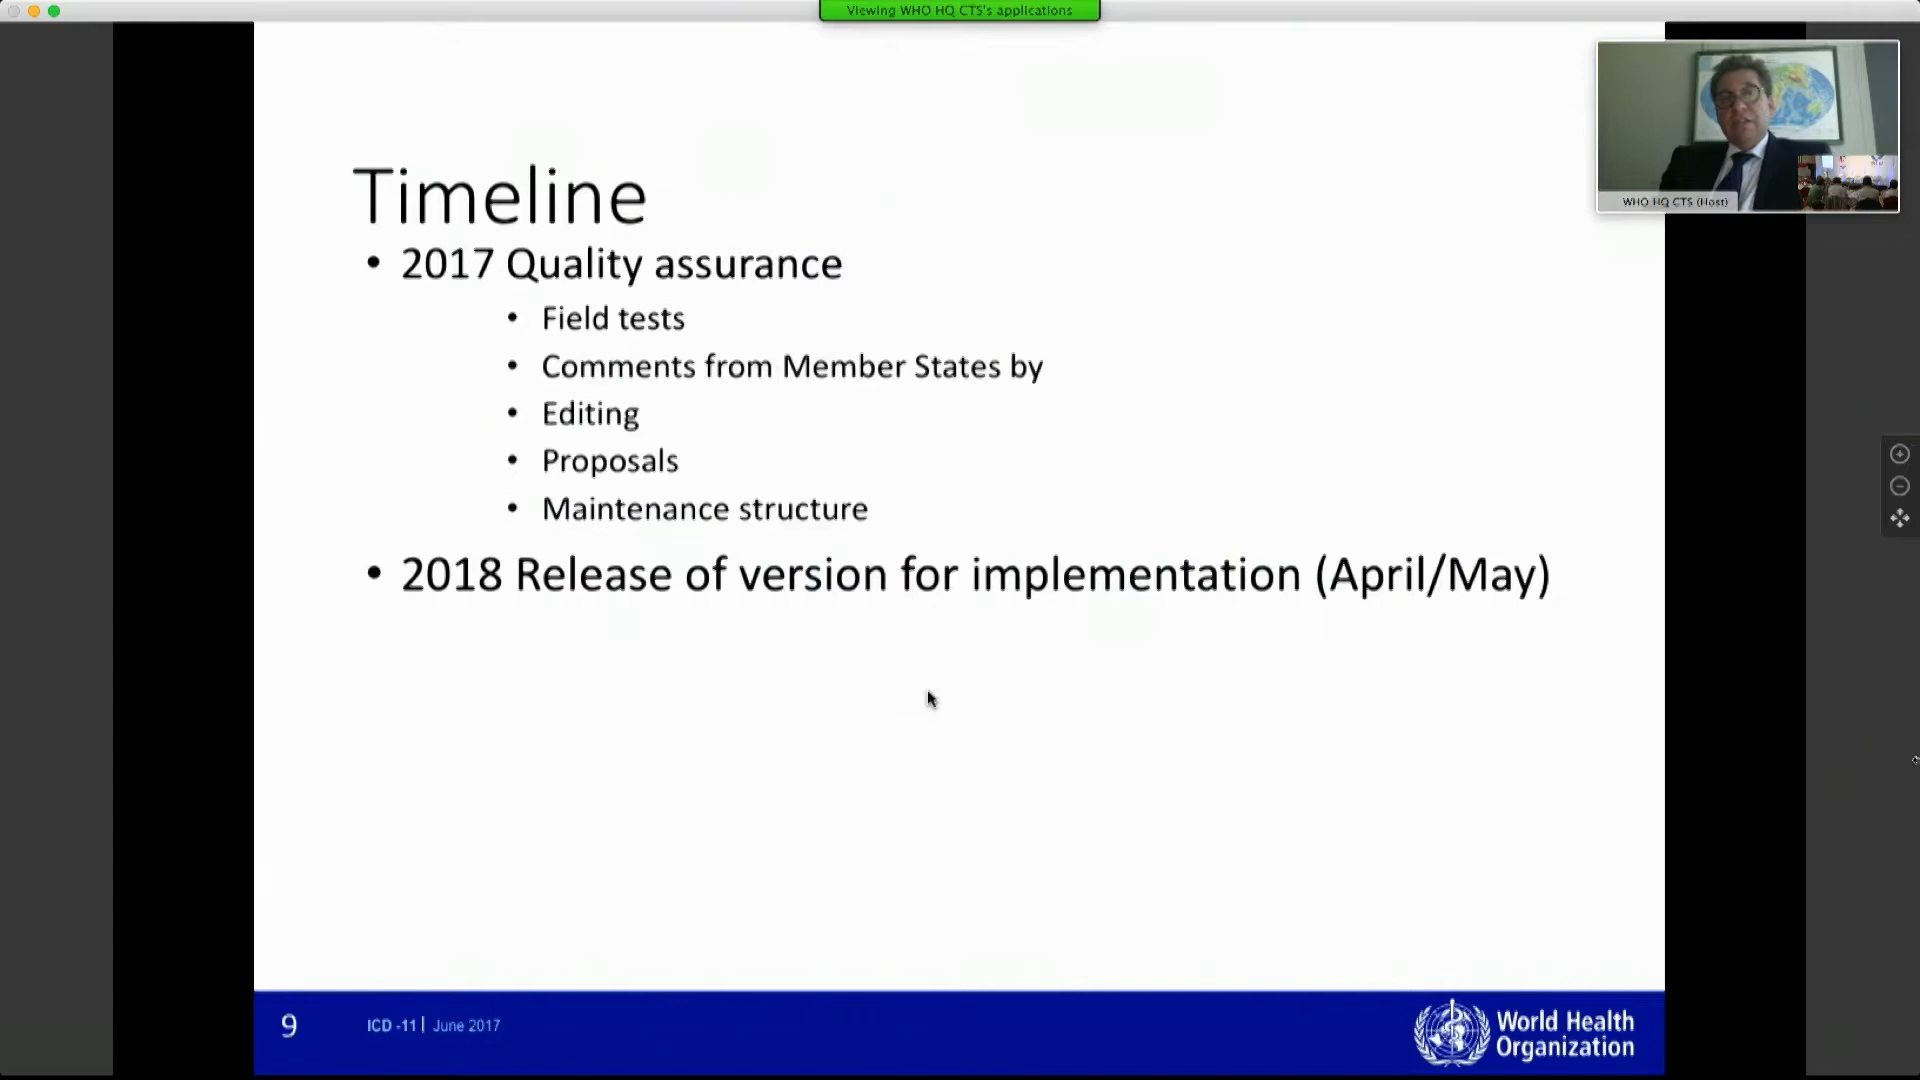 Viewing WHO HQ CTS's applications
WHO HQ CTS (Host)
Timeline
• 2017 Quality assurance
• Field tests
• Comments from Member States by
• Editing
• Proposals
• Maintenance structure
• 2018 Release of version for implementation (April/May)
9
ICD -11 | June 2017
World Health
Organization